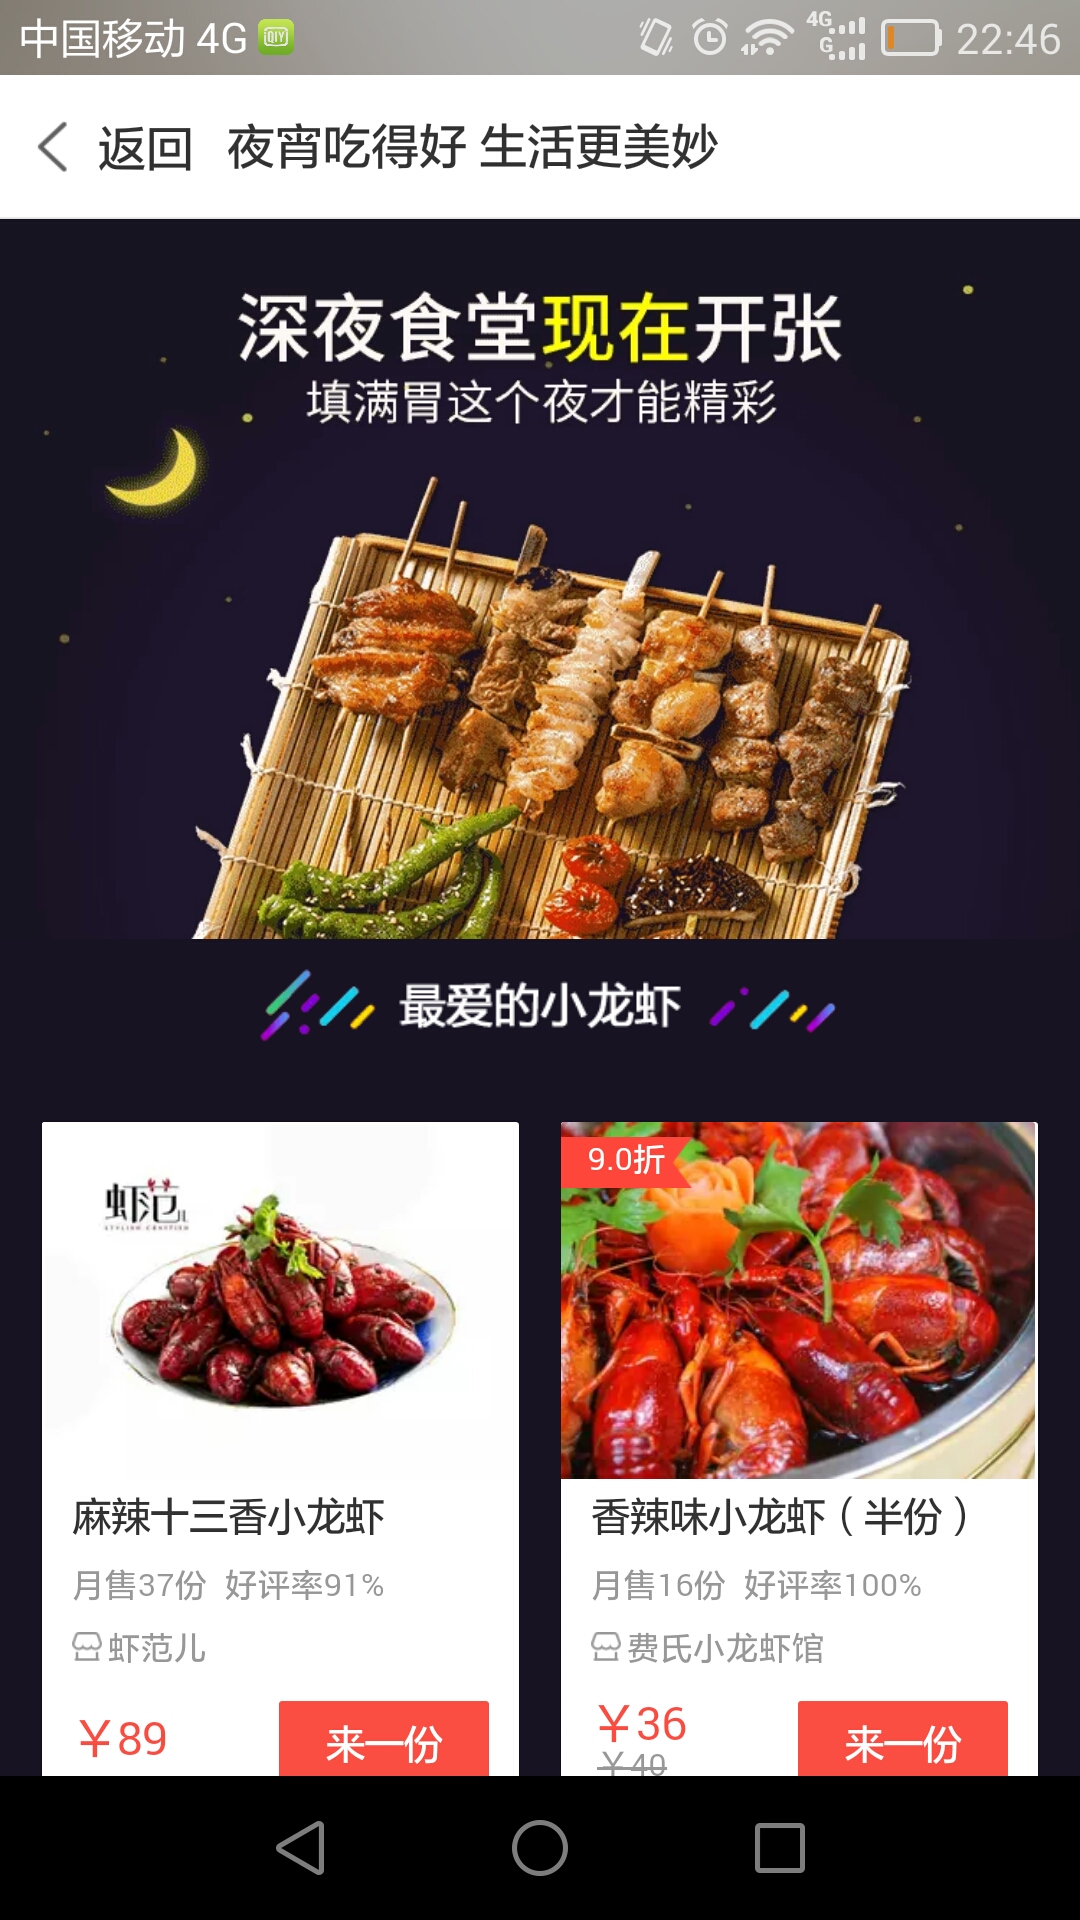 中国移动 4G QIY 4G G 22:46
返回 夜宵吃得好 生活更美妙
深夜食堂现在开张
填满胃这个夜才能精彩
最爱的小龙虾
虾范儿
9.0折
麻辣十三香小龙虾
月售37份 好评率91%
虾范儿
￥89
来一份
香辣味小龙虾（半份）
月售16份 好评率100%
费氏小龙虾馆
￥36
￥40
来一份